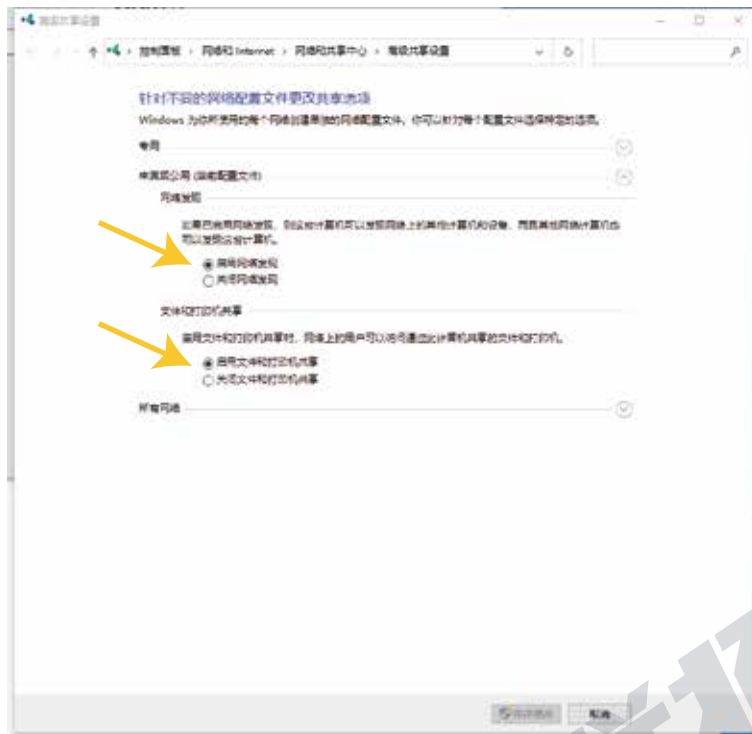 高级共享设置
控制面板 › 网络和 Internet › 网络和共享中心 › 高级共享设置
针对不同的网络配置文件更改共享选项
Windows 为你所使用的每个网络创建单独的网络配置文件。你可以针对每个配置文件选择特定的选项。
专用
来宾或公用 (当前配置文件)
网络发现
如果已启用网络发现，则这台计算机可以发现网络上的其他计算机和设备，而且其他网络计算机也
可以发现这台计算机。
启用网络发现
关闭网络发现
文件和打印机共享
启用文件和打印机共享时，网络上的用户可以访问通过此计算机共享的文件和打印机。
启用文件和打印机共享
关闭文件和打印机共享
所有网络
取消